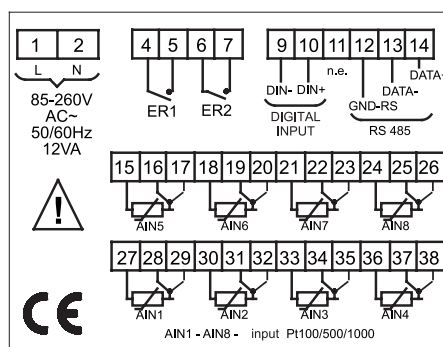 1 2 4 5 6 7 9 10 11 12 13 14
L N n.e. DATA+
DIN- DIN+ DATA-
85-260V ER1 ER2 GND-RS
AC~ DIGITAL
50/60Hz INPUT RS 485
12VA
15 16 17 18 19 20 21 22 23 24 25 26
! AIN5 AIN6 AIN7 AIN8
27 28 29 30 31 32 33 34 35 36 37 38
CE AIN1 AIN2 AIN3 AIN4
AIN1 - AIN8 - input Pt100/500/1000